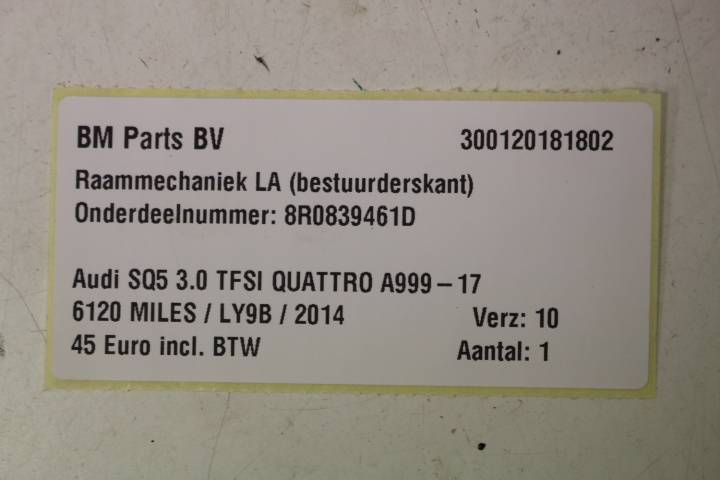 BM Parts BV 300120181802
Raammechaniek LA (bestuurderskant)
Onderdeelnummer: 8R0839461D
Audi SQ5 3.0 TFSI QUATTRO A999-17
6120 MILES / LY9B / 2014 Verz: 10
45 Euro incl. BTW Aantal: 1